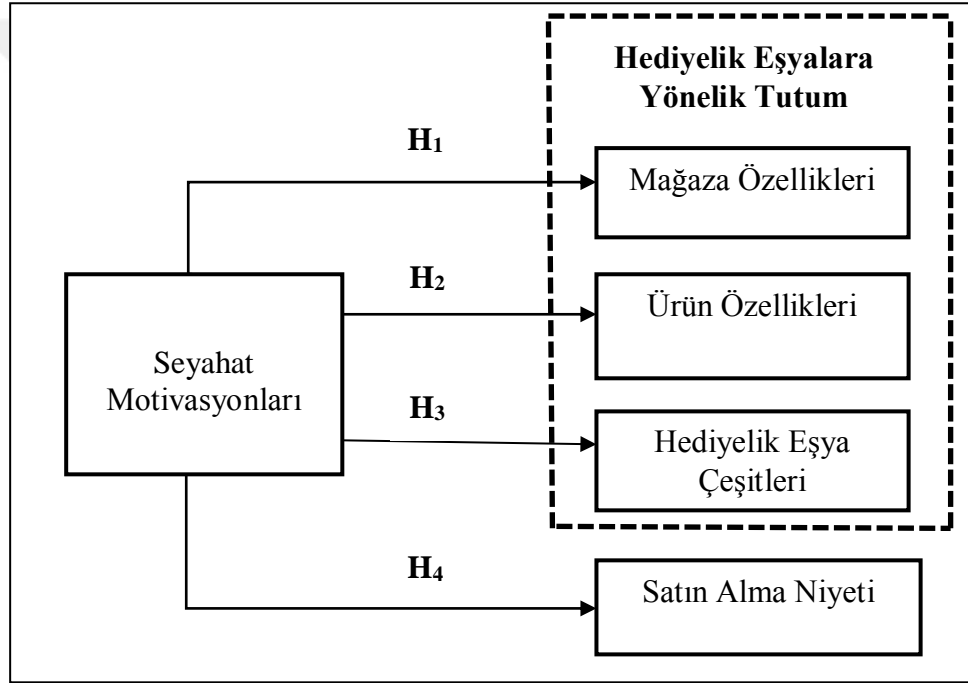 Hediyelik Eşyalara
Yönelik Tutum
H₁
Mağaza Özellikleri
H₂
Ürün Özellikleri
Seyahat
Motivasyonları
H₃
Hediyelik Eşya
Çeşitleri
H₄
Satın Alma Niyeti